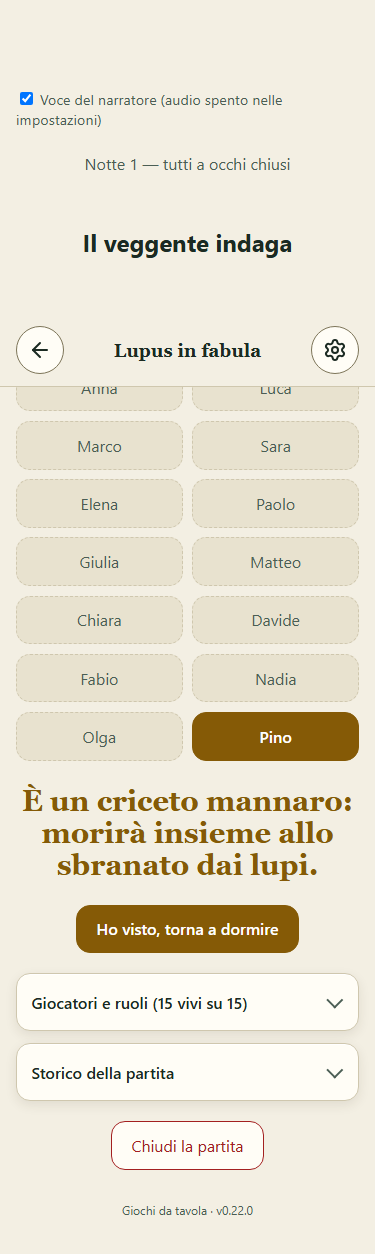 Voce del narratore (audio spento nelle
impostazioni)
Notte 1 — tutti a occhi chiusi
Il veggente indaga
Lupus in fabula
Anna
Luca
Marco
Sara
Elena
Paolo
Giulia
Matteo
Chiara
Davide
Fabio
Nadia
Olga
Pino
È un criceto mannaro:
morirà insieme allo
sbranato dai lupi.
Ho visto, torna a dormire
Giocatori e ruoli (15 vivi su 15)
Storico della partita
Chiudi la partita
Giochi da tavola · v0.22.0